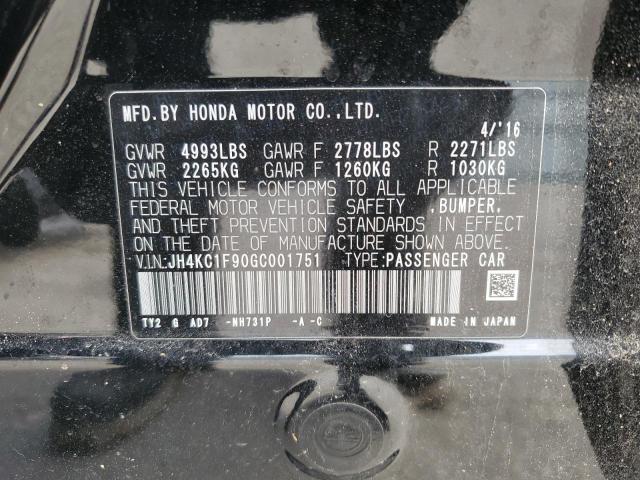 MFD.BY HONDA MOTOR CO.,LTD.
4/'16
GVWR 4993LBS GAWR F 2778LBS R 2271LBS
GVWR 2265KG GAWR F 1260KG R 1030KG
THIS VEHICLE CONFORMS TO ALL APPLICABLE
FEDERAL MOTOR VEHICLE SAFETY ,BUMPER,
AND THEFT PREVENTION STANDARDS IN EFFECT
ON THE DATE OF MANUFACTURE SHOWN ABOVE.
V.I.N:JH4KC1F90GC001751 TYPE:PASSENGER CAR
TY2 G AD7 -NH731P -A -C MADE IN JAPAN